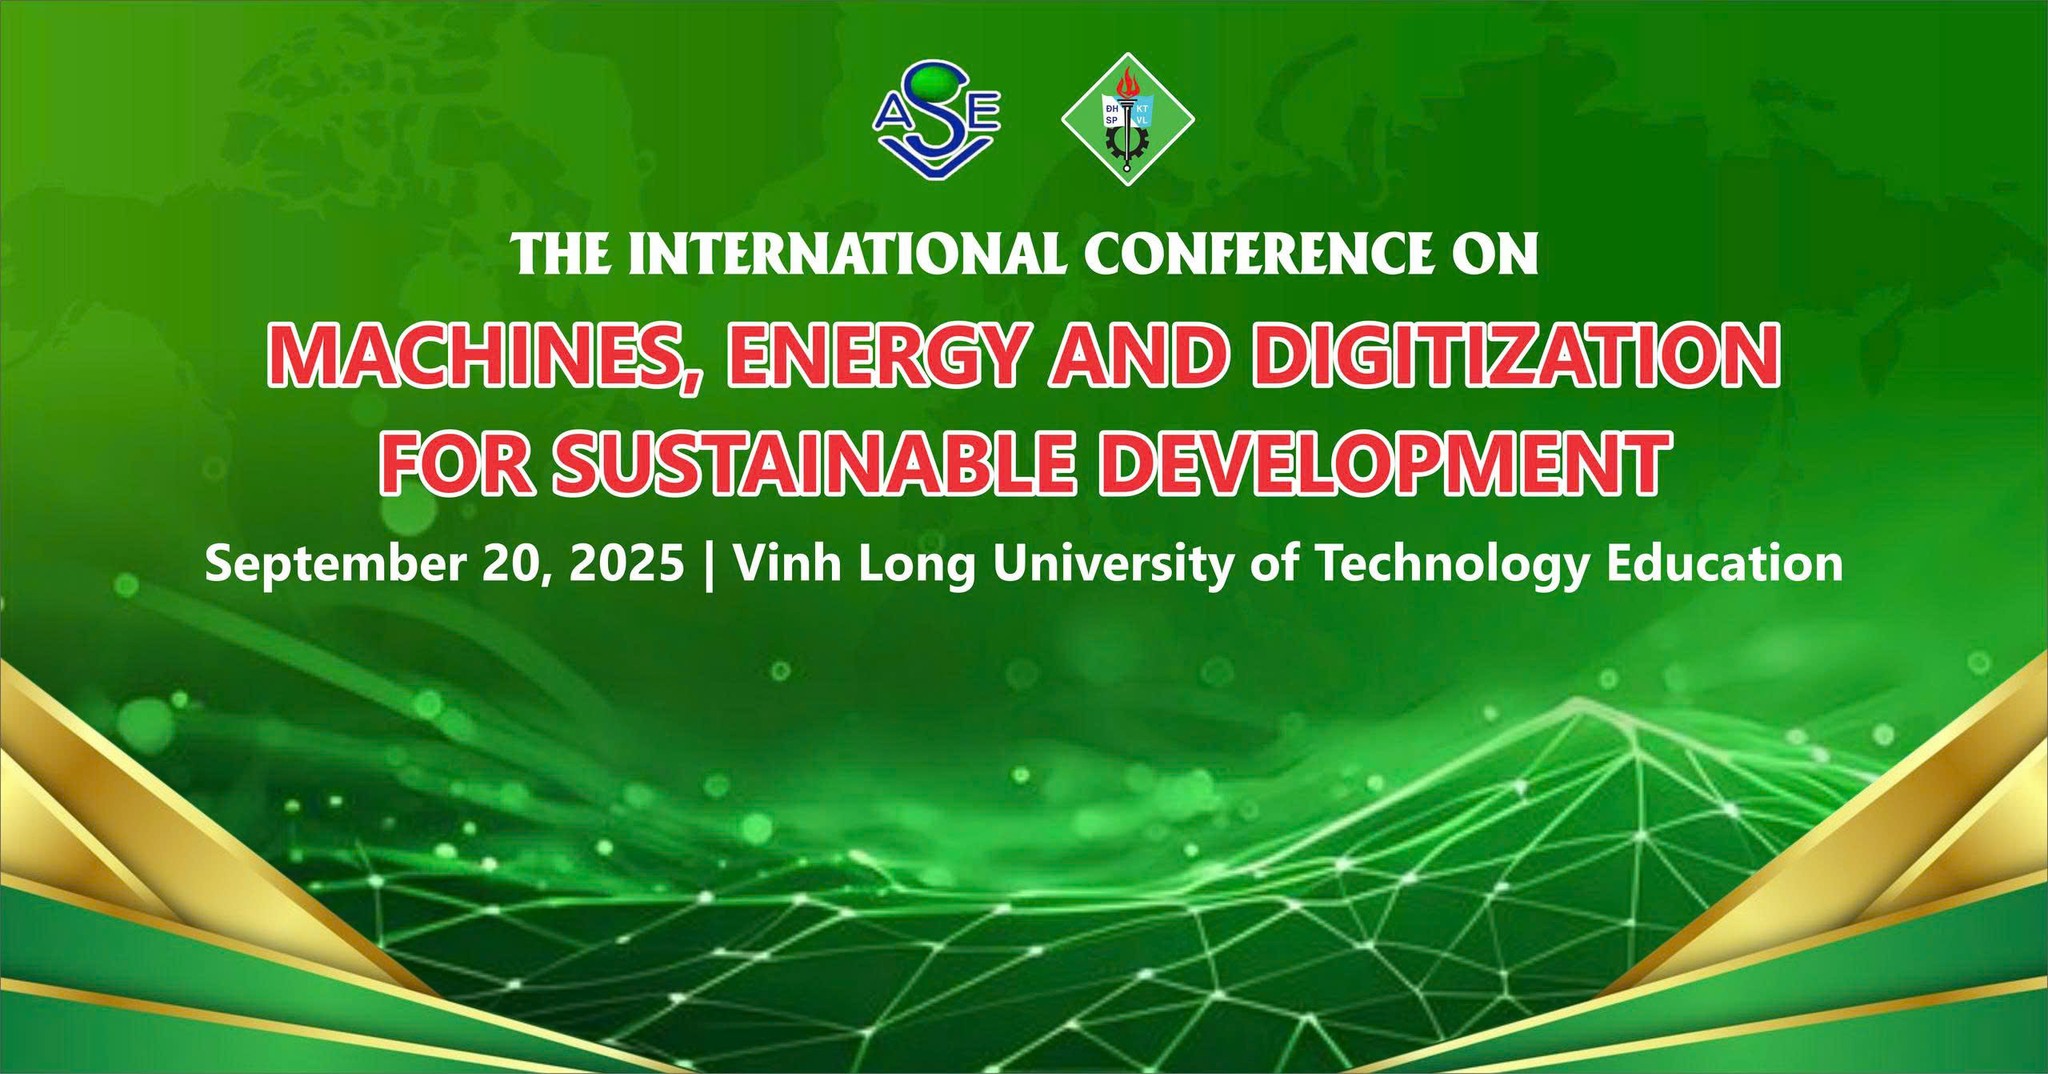 ASE
ĐH KT
SP VL
THE INTERNATIONAL CONFERENCE ON
MACHINES, ENERGY AND DIGITIZATION
FOR SUSTAINABLE DEVELOPMENT
September 20, 2025 | Vinh Long University of Technology Education